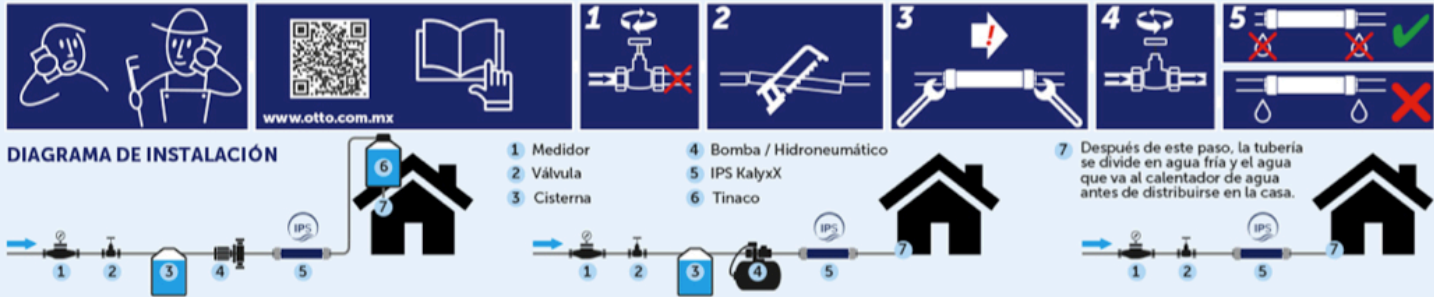 1
2
3
!
4
5
www.otto.com.mx
DIAGRAMA DE INSTALACIÓN
1 Medidor
2 Válvula
3 Cisterna
4 Bomba / Hidroneumático
5 IPS KalyxX
6 Tinaco
7 Después de este paso, la tubería
se divide en agua fría y el agua
que va al calentador de agua
antes de distribuirse en la casa.
6
7
IPS
1
2
3
4
5
IPS
7
1
2
3
4
5
IPS
7
1
2
5